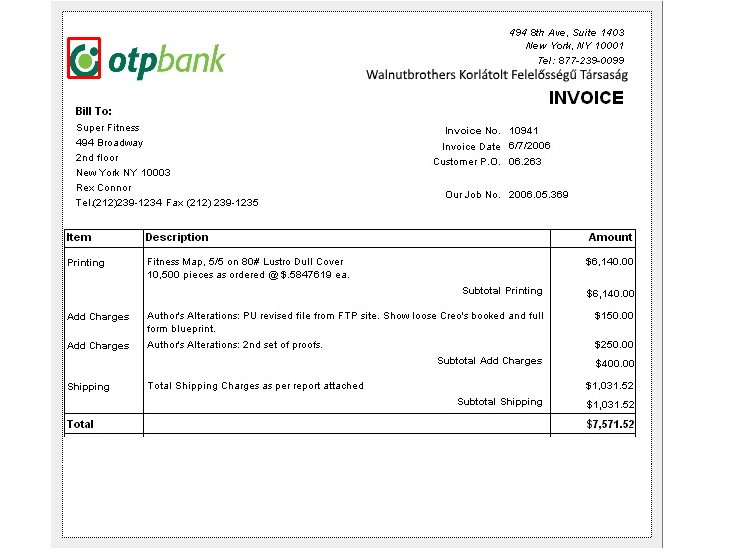 otpbank
494 8th Ave, Suite 1403
New York, NY 10001
Tel: 877-239-0099
Walnutbrothers Korlátolt Felelősségű Társaság
INVOICE
Bill To:
Super Fitness
494 Broadway
2nd floor
New York NY 10003
Rex Connor
Tel.(212)239-1234 Fax (212) 239-1235
Invoice No. 10941
Invoice Date 6/7/2006
Customer P.O. 06.263
Our Job No. 2006.05.369
Item Description Amount
Printing Fitness Map, 5/5 on 80# Lustro Dull Cover $6,140.00
10,500 pieces as ordered @ $.5847619 ea.
Subtotal Printing $6,140.00
Add Charges Author's Alterations: PU revised file from FTP site. Show loose Creo's booked and full $150.00
form blueprint.
Add Charges Author's Alterations: 2nd set of proofs. $250.00
Subtotal Add Charges $400.00
Shipping Total Shipping Charges as per report attached $1,031.52
Subtotal Shipping $1,031.52
Total $7,571.52